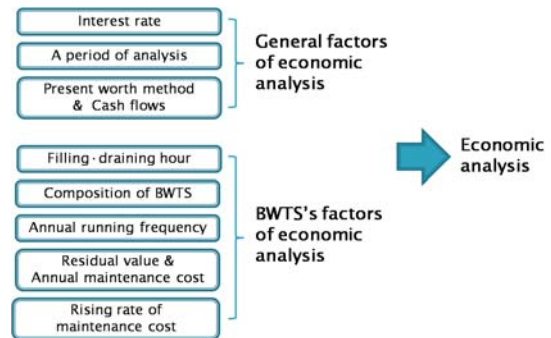 Interest rate
A period of analysis
Present worth method
& Cash flows
General factors
of economic
analysis
Filling·draining hour
Composition of BWTS
Annual running frequency
Residual value &
Annual maintenance cost
Rising rate of
maintenance cost
BWTS's factors
of economic
analysis
Economic
analysis